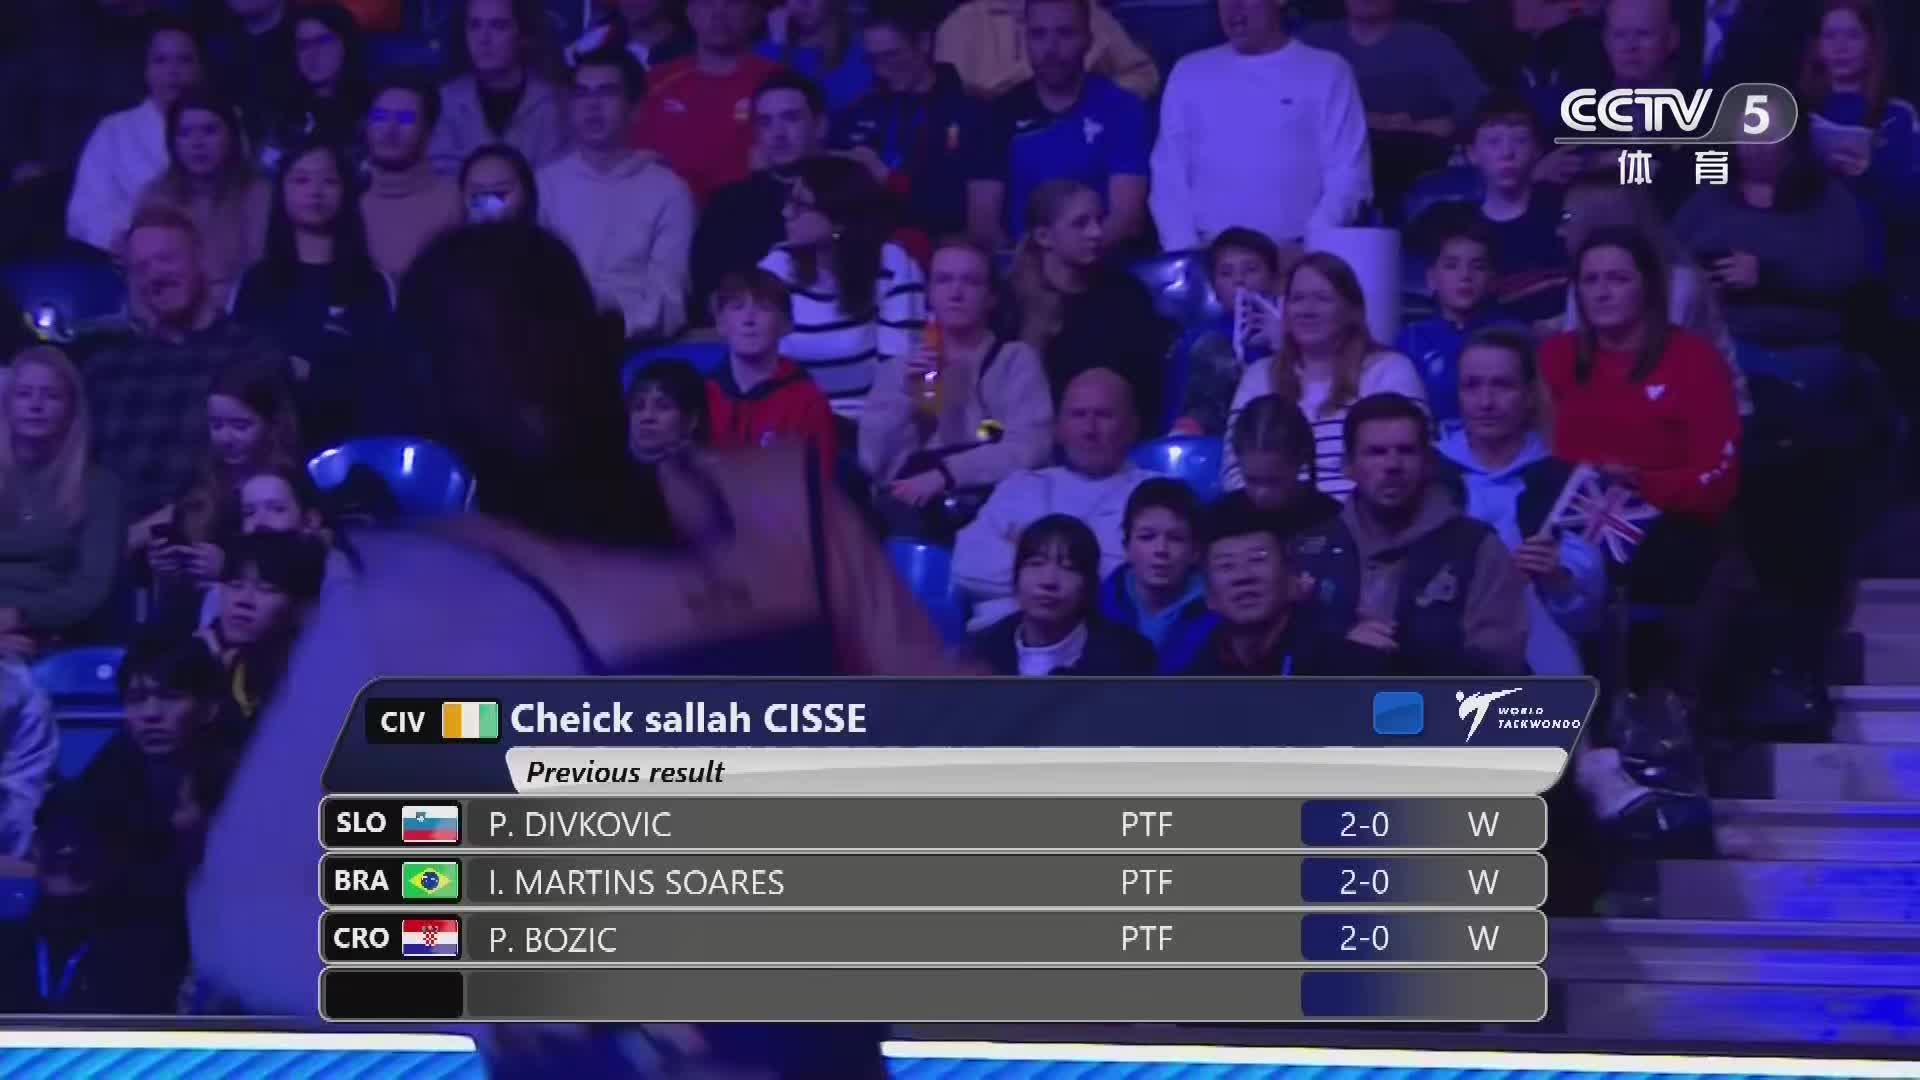 CCTV 5
体育
CIV Cheick sallah CISSE
WORLD TAEKWONDO
Previous result
SLO P. DIVKOVIC PTF 2-0 W
BRA I. MARTINS SOARES PTF 2-0 W
CRO P. BOZIC PTF 2-0 W